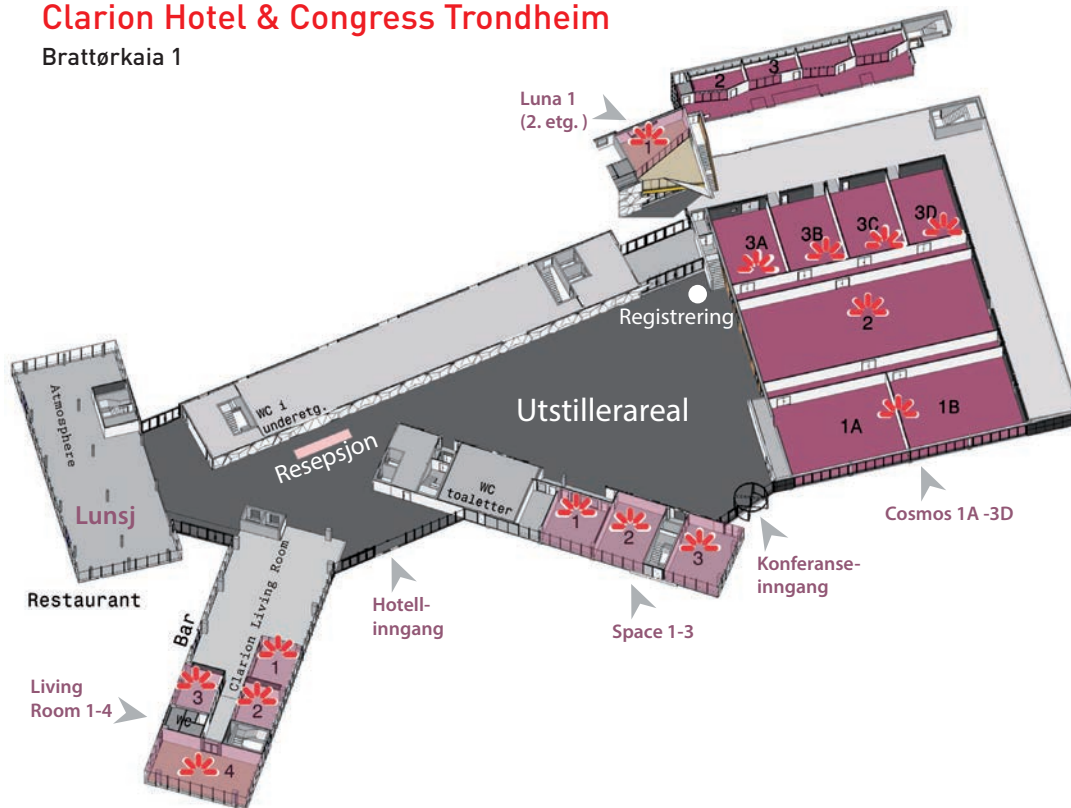 Clarion Hotel & Congress Trondheim
Brattørkaia 1
2
3
Luna 1
(2. etg. )
1
3A
3B
3C
3D
2
1A
1B
Registrering
Utstillerareal
WC i
underetg.
Resepsjon
Atmosphere
Lunsj
Restaurant
WC
toaletter
1
2
3
Cosmos 1A -3D
Konferanse-
inngang
Space 1-3
Hotell-
inngang
Bar
Clarion Living Room
1
2
3
WC
4
Living
Room 1-4